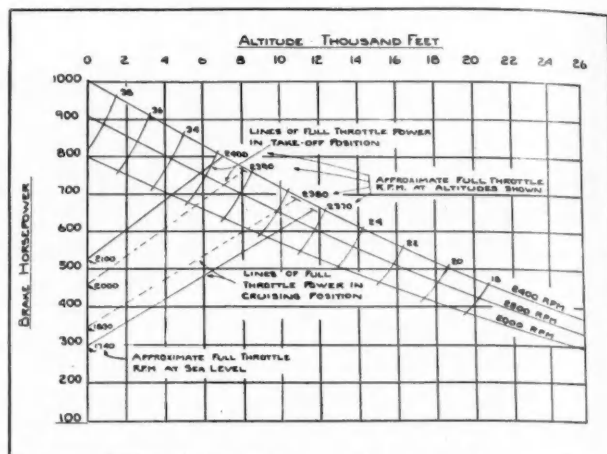 ALTITUDE - THOUSAND FEET
0 2 4 6 8 10 12 14 16 18 20 22 24 26
1000
900
800
700
600
500
400
300
200
100
BRAKE HORSEPOWER
38
36
34
24
22
20
18
LINES OF FULL THROTTLE POWER
IN TAKE-OFF POSITION
2400
2390
APPROXIMATE FULL THROTTLE
R.P.M. AT ALTITUDES SHOWN
2380
2370
2100
2000
1740
LINES OF FULL
THROTTLE POWER IN
CRUISING POSITION
APPROXIMATE FULL THROTTLE
RPM AT SEA LEVEL
2400 RPM
2000 RPM